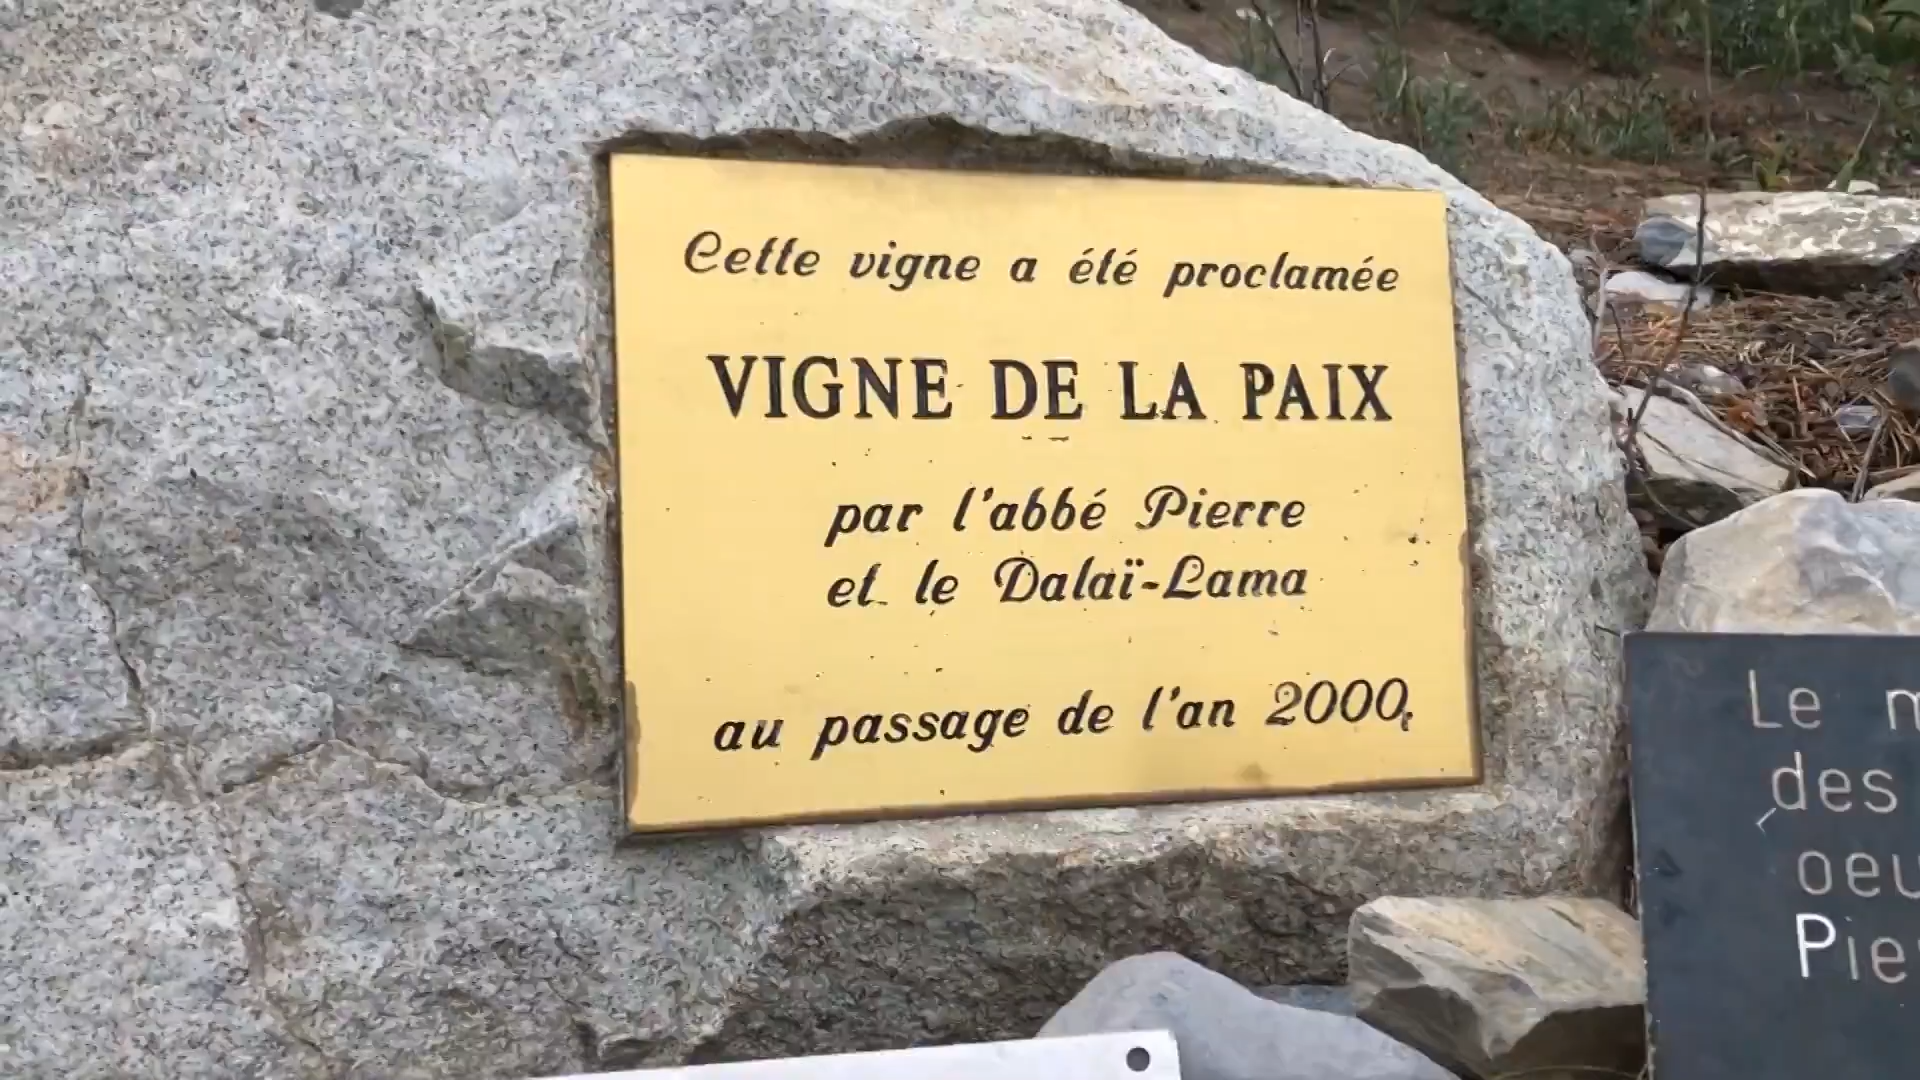 Cette vigne a été proclamée
VIGNE DE LA PAIX
par l'abbé Pierre
et le Dalaï-Lama
au passage de l'an 2000
Le
des